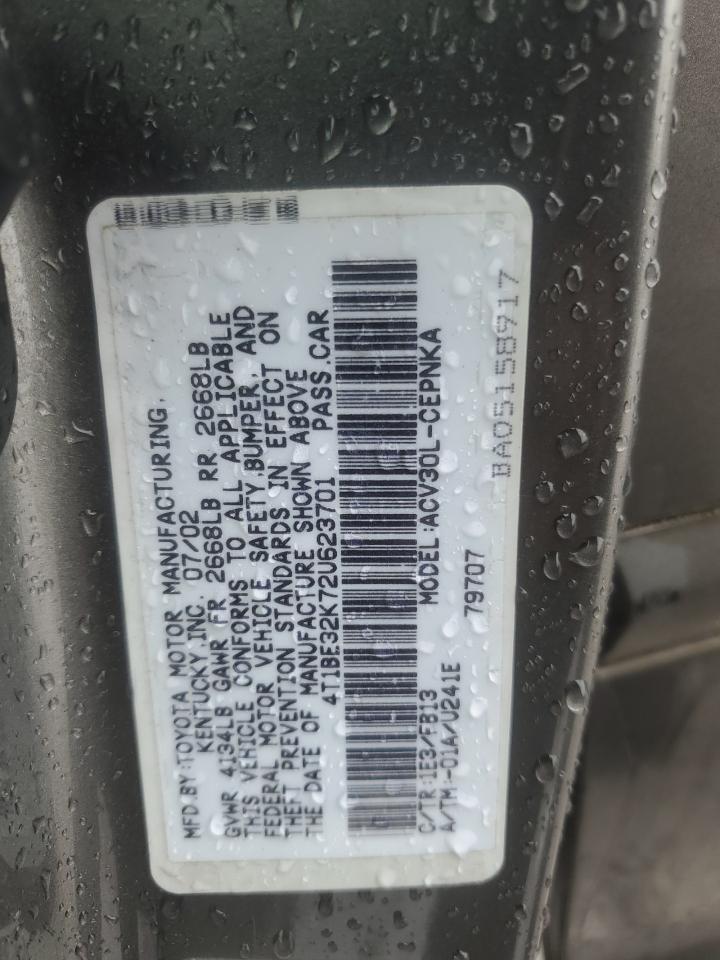 MFD.BY:TOYOTA MOTOR MANUFACTURING,
KENTUCKY,INC. 07/02
GVWR 4134LB GAWR FR 2668LB RR 2668LB
THIS VEHICLE CONFORMS TO ALL APPLICABLE
FEDERAL MOTOR VEHICLE SAFETY,BUMPER, AND
THEFT PREVENTION STANDARDS IN EFFECT ON
THE DATE OF MANUFACTURE SHOWN ABOVE
4T1BE32K72U623701 PASS.CAR
C/TR:1E3/FB13 MODEL:ACV30L-CEPNKA
A/TM:-01A/U241E 79707
BA05158917